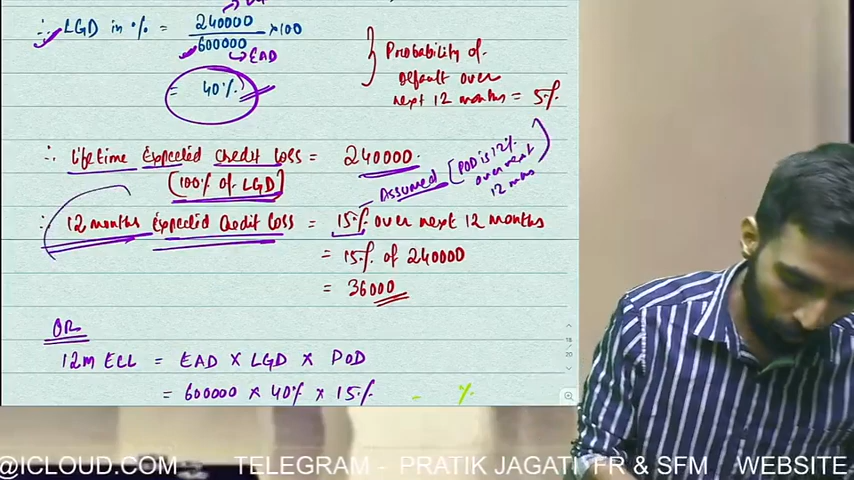 ∴ LGD in % = 240000 / 600000 ×100
→ EAD
= 40%
Probability of
Default over
next 12 months = 5%
∴ Lifetime Expected Credit Loss = 240000
(100% of LGD)
Assumed [POD is 12%
over next
12 mns
∴ 12 months Expected Credit Loss = 15% over next 12 months
= 15% of 240000
= 36000
OR
12m ECL = EAD × LGD × POD
= 600000 × 40% × 15%
- %
18
20
@ICLOUD.COM TELEGRAM - PRATIK JAGATI FR & SFM WEBSITE